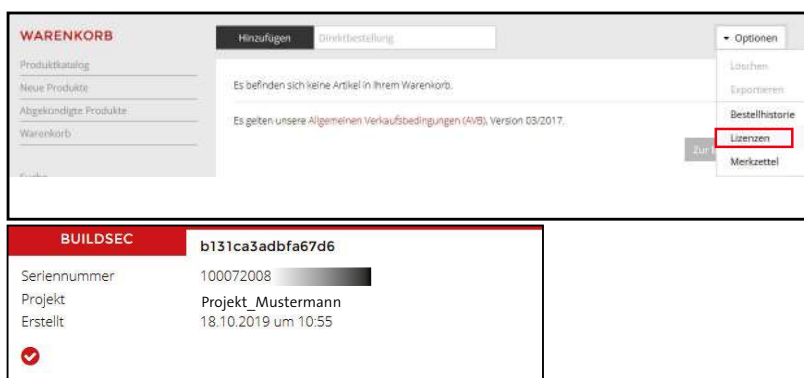 WARENKORB
Produktkatalog
Neue Produkte
Abgekündigte Produkte
Warenkorb
Hinzufügen Direktbestellung
Es befinden sich keine Artikel in Ihrem Warenkorb.
Es gelten unsere Allgemeinen Verkaufsbedingungen (AVB), Version 03/2017.
Zur
Optionen
Löschen
Exportieren
Bestellhistorie
Lizenzen
Merkzettel
BUILDSEC b131ca3adbfa67d6
Seriennummer 100072008
Projekt Projekt_Mustermann
Erstellt 18.10.2019 um 10:55